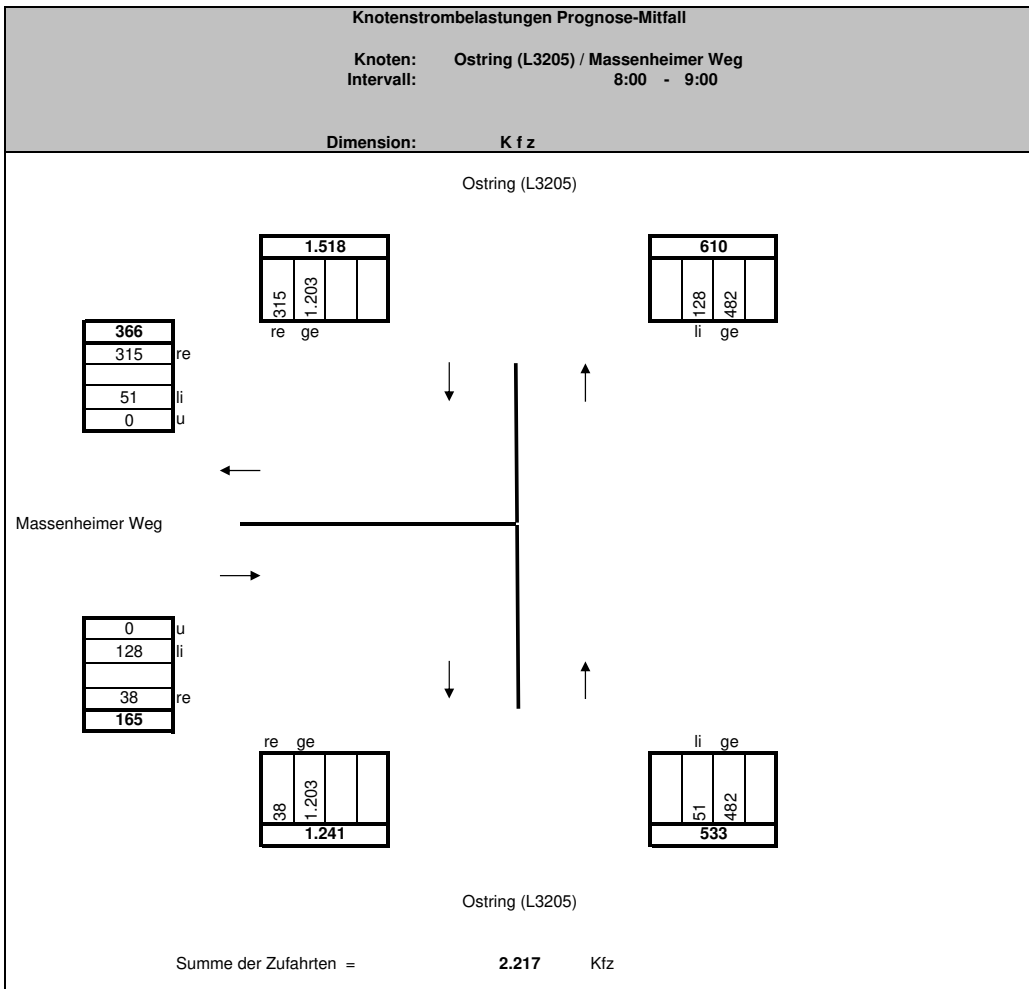 Knotenstrombelastungen Prognose-Mitfall
Knoten: Ostring (L3205) / Massenheimer Weg
Intervall: 8:00 - 9:00
Dimension: K f z
Ostring (L3205)
1.518 610
315 1.203 128 482
re ge li ge
366
315 re
51 li
0 u
Massenheimer Weg
0 u
128 li
38 re
165
re ge li ge
38 1.203 51 482
1.241 533
Ostring (L3205)
Summe der Zufahrten = 2.217 Kfz